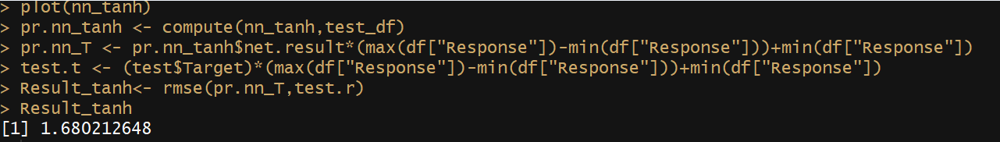 > plot(nn_tanh)
> pr.nn_tanh <- compute(nn_tanh,test_df)
> pr.nn_T <- pr.nn_tanh$net.result*(max(df["Response"])-min(df["Response"]))+min(df["Response"])
> test.t <- (test$Target)*(max(df["Response"])-min(df["Response"]))+min(df["Response"])
> Result_tanh<- rmse(pr.nn_T,test.r)
> Result_tanh
[1] 1.680212648